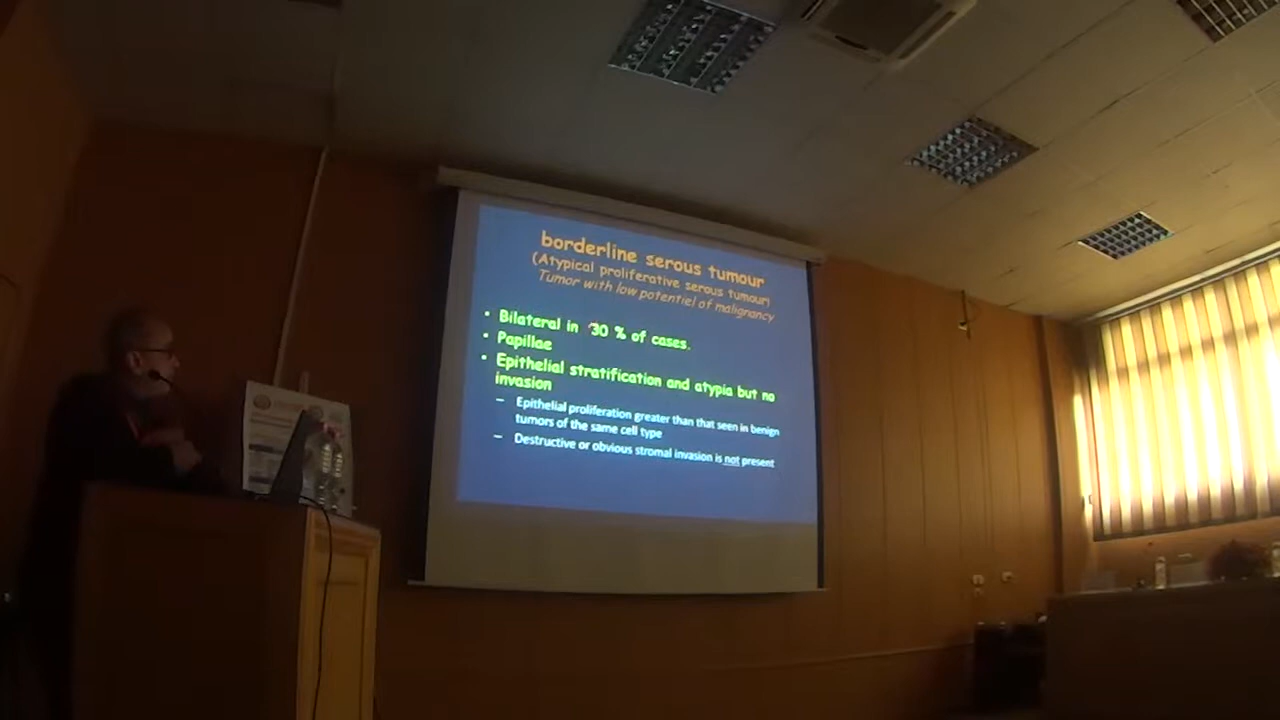 borderline serous tumour
(Atypical proliferative serous tumour)
Tumor with low potentiel of malignancy
• Bilateral in 30 % of cases.
• Papillae
• Epithelial stratification and atypia but no
invasion
– Epithelial proliferation greater than that seen in benign
tumors of the same cell type
– Destructive or obvious stromal invasion is not present